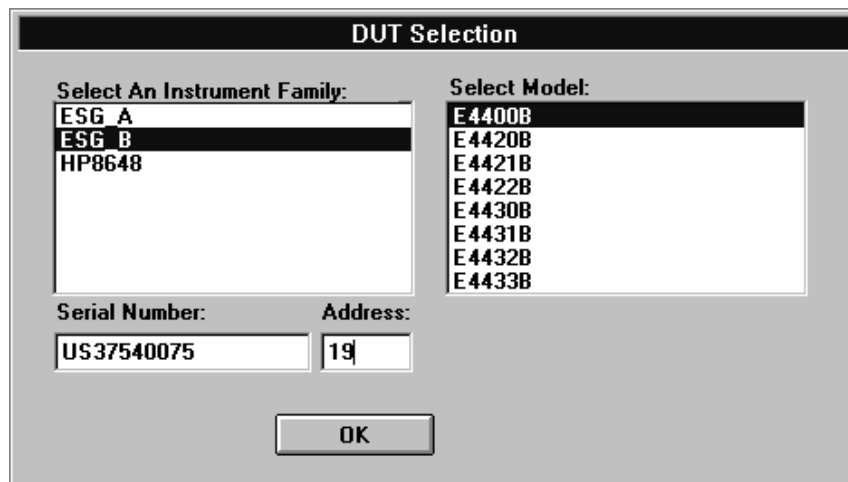 DUT Selection
Select An Instrument Family:
ESG_A
ESG_B
HP8648
Select Model:
E4400B
E4420B
E4421B
E4422B
E4430B
E4431B
E4432B
E4433B
Serial Number:
US37540075
Address:
19
OK